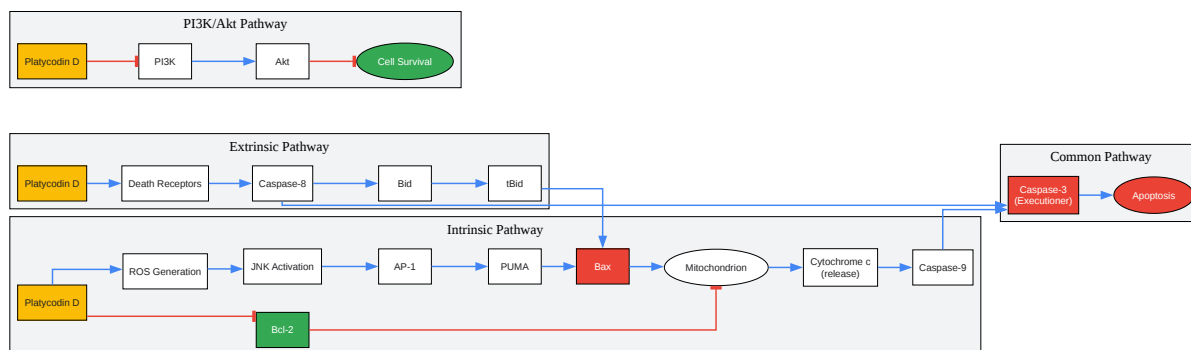 PI3K/Akt Pathway
Platycodin D
PI3K
Akt
Cell Survival
Extrinsic Pathway
Platycodin D
Death Receptors
Caspase-8
Bid
tBid
Common Pathway
Caspase-3
(Executioner)
Apoptosis
Intrinsic Pathway
Platycodin D
ROS Generation
JNK Activation
AP-1
PUMA
Bax
Mitochondrion
Cytochrome c
(release)
Caspase-9
Bcl-2